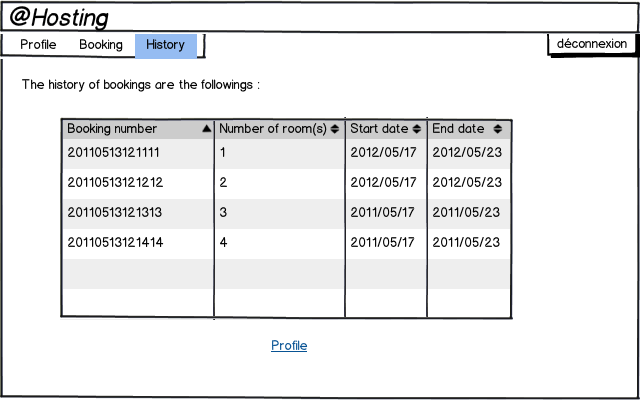 @Hosting
Profile Booking History déconnexion
The history of bookings are the followings :
Booking number Number of room(s) Start date End date
20110513121111 1 2012/05/17 2012/05/23
20110513121212 2 2012/05/17 2012/05/23
20110513121313 3 2011/05/17 2011/05/23
20110513121414 4 2011/05/17 2011/05/23
Profile